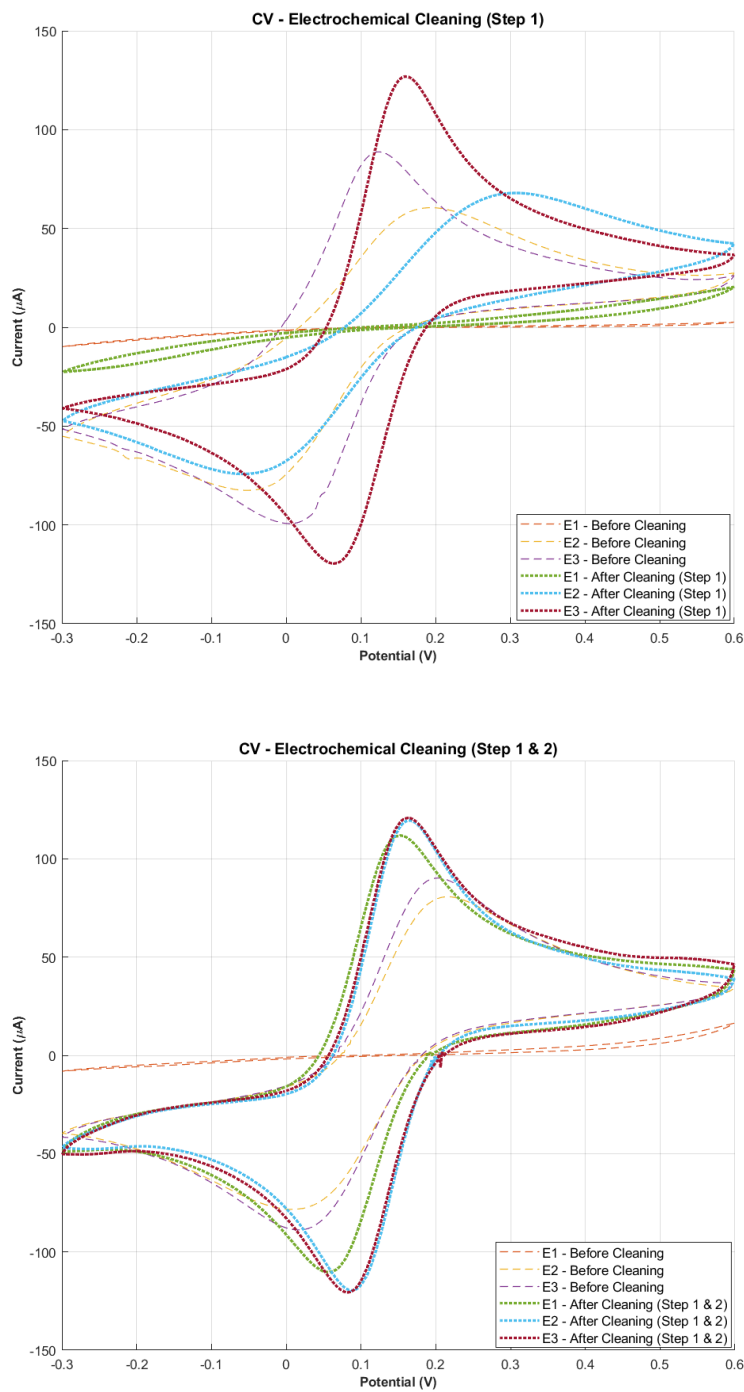 CV - Electrochemical Cleaning (Step 1)
150
100
50
0
-50
-100
-150
Current (μA)
E1 - Before Cleaning
E2 - Before Cleaning
E3 - Before Cleaning
E1 - After Cleaning (Step 1)
E2 - After Cleaning (Step 1)
E3 - After Cleaning (Step 1)
-0.3 -0.2 -0.1 0 0.1 0.2 0.3 0.4 0.5 0.6
Potential (V)
CV - Electrochemical Cleaning (Step 1 & 2)
150
100
50
0
-50
-100
-150
Current (μA)
E1 - Before Cleaning
E2 - Before Cleaning
E3 - Before Cleaning
E1 - After Cleaning (Step 1 & 2)
E2 - After Cleaning (Step 1 & 2)
E3 - After Cleaning (Step 1 & 2)
-0.3 -0.2 -0.1 0 0.1 0.2 0.3 0.4 0.5 0.6
Potential (V)